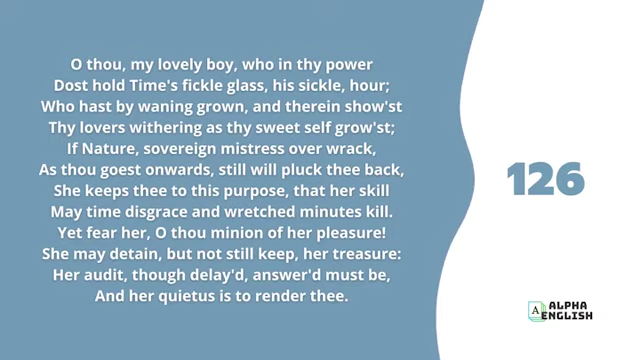 O thou, my lovely boy, who in thy power
Dost hold Time's fickle glass, his sickle, hour;
Who hast by waning grown, and therein show'st
Thy lovers withering as thy sweet self grow'st;
If Nature, sovereign mistress over wrack,
As thou goest onwards, still will pluck thee back,
She keeps thee to this purpose, that her skill
May time disgrace and wretched minutes kill.
Yet fear her, O thou minion of her pleasure!
She may detain, but not still keep, her treasure:
Her audit, though delay'd, answer'd must be,
And her quietus is to render thee.
126
A
ALPHA
ENGLISH